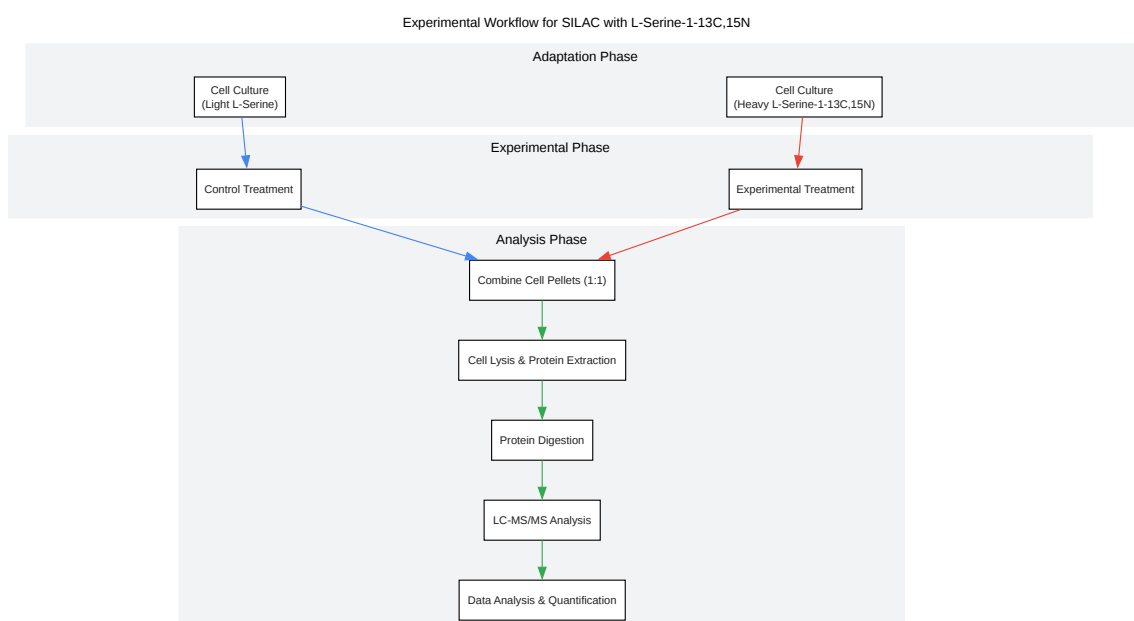 Experimental Workflow for SILAC with L-Serine-1-13C,15N
Adaptation Phase
Cell Culture
(Light L-Serine)
Cell Culture
(Heavy L-Serine-1-13C,15N)
Experimental Phase
Control Treatment
Experimental Treatment
Analysis Phase
Combine Cell Pellets (1:1)
Cell Lysis & Protein Extraction
Protein Digestion
LC-MS/MS Analysis
Data Analysis & Quantification